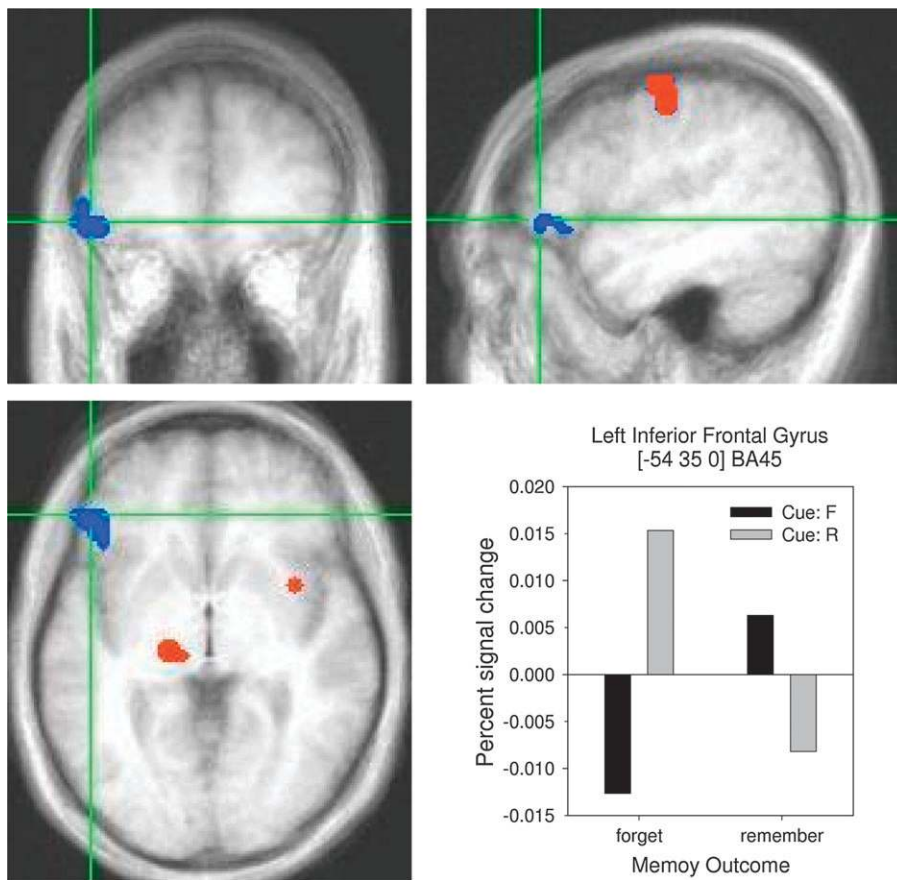 Left Inferior Frontal Gyrus
[-54 35 0] BA45
Percent signal change
0.020
0.015
0.010
0.005
0.000
-0.005
-0.010
-0.015
Cue: F
Cue: R
forget remember
Memoy Outcome